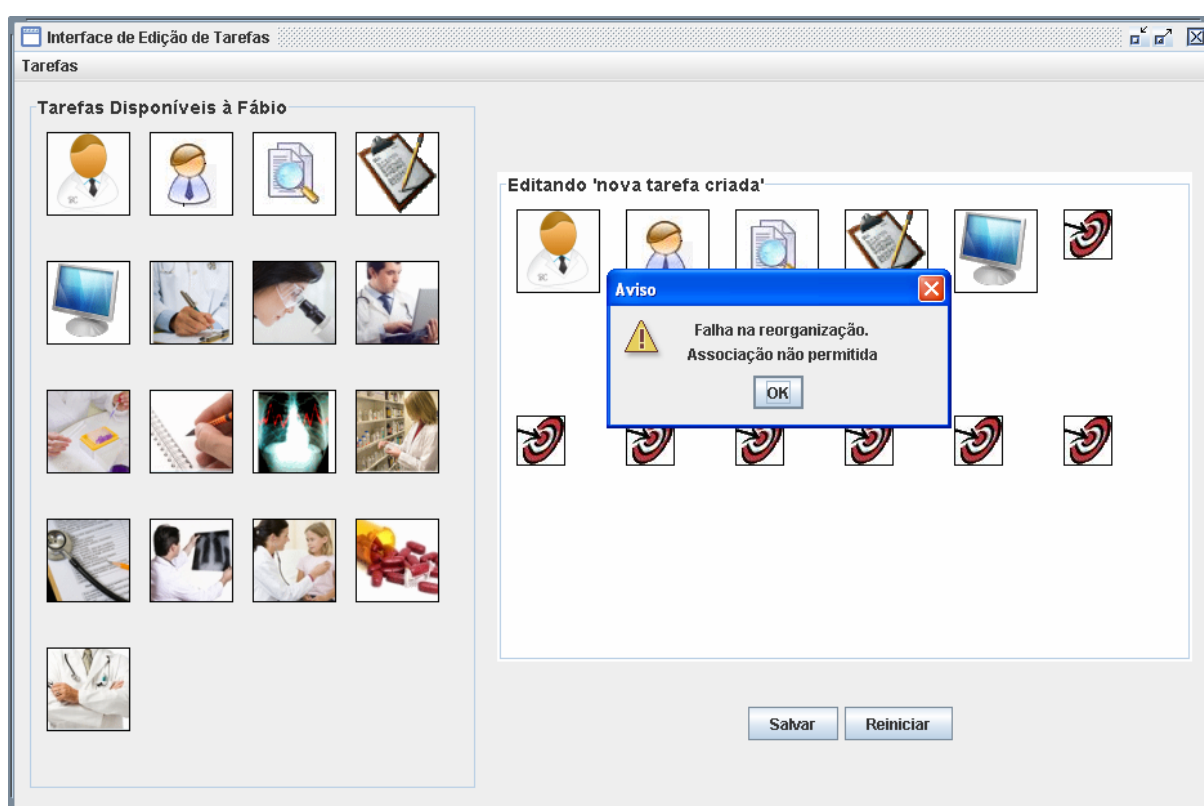 Interface de Edição de Tarefas
Tarefas
Tarefas Disponíveis à Fábio
Editando 'nova tarefa criada'
Aviso
Falha na reorganização.
Associação não permitida
OK
Salvar
Reiniciar